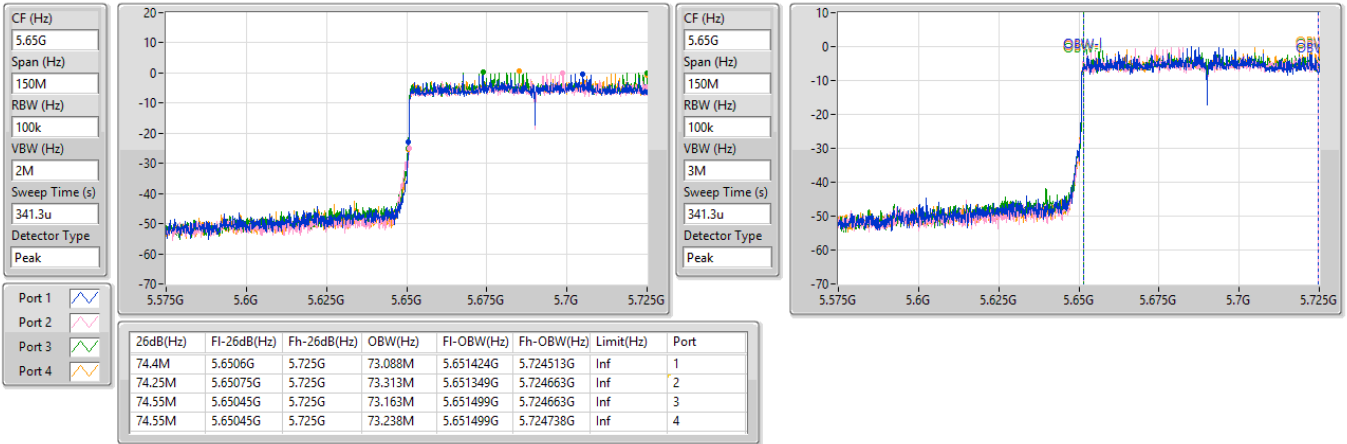 CF (Hz)
5.65G
Span (Hz)
150M
RBW (Hz)
100k
VBW (Hz)
2M
Sweep Time (s)
341.3u
Detector Type
Peak
Port 1
Port 2
Port 3
Port 4
20-
10-
0-
-10-
-20-
-30-
-40-
-50-
-60-
-70-
5.575G 5.6G 5.625G 5.65G 5.675G 5.7G 5.725G
CF (Hz)
5.65G
Span (Hz)
150M
RBW (Hz)
100k
VBW (Hz)
3M
Sweep Time (s)
341.3u
Detector Type
Peak
10-
0-
-10-
-20-
-30-
-40-
-50-
-60-
-70-
OBW-l OBW
5.575G 5.6G 5.625G 5.65G 5.675G 5.7G 5.725G
26dB(Hz) Fl-26dB(Hz) Fh-26dB(Hz) OBW(Hz) Fl-OBW(Hz) Fh-OBW(Hz) Limit(Hz) Port
74.4M 5.6506G 5.725G 73.088M 5.651424G 5.724513G Inf 1
74.25M 5.65075G 5.725G 73.313M 5.651349G 5.724663G Inf 2
74.55M 5.65045G 5.725G 73.163M 5.651499G 5.724663G Inf 3
74.55M 5.65045G 5.725G 73.238M 5.651499G 5.724738G Inf 4